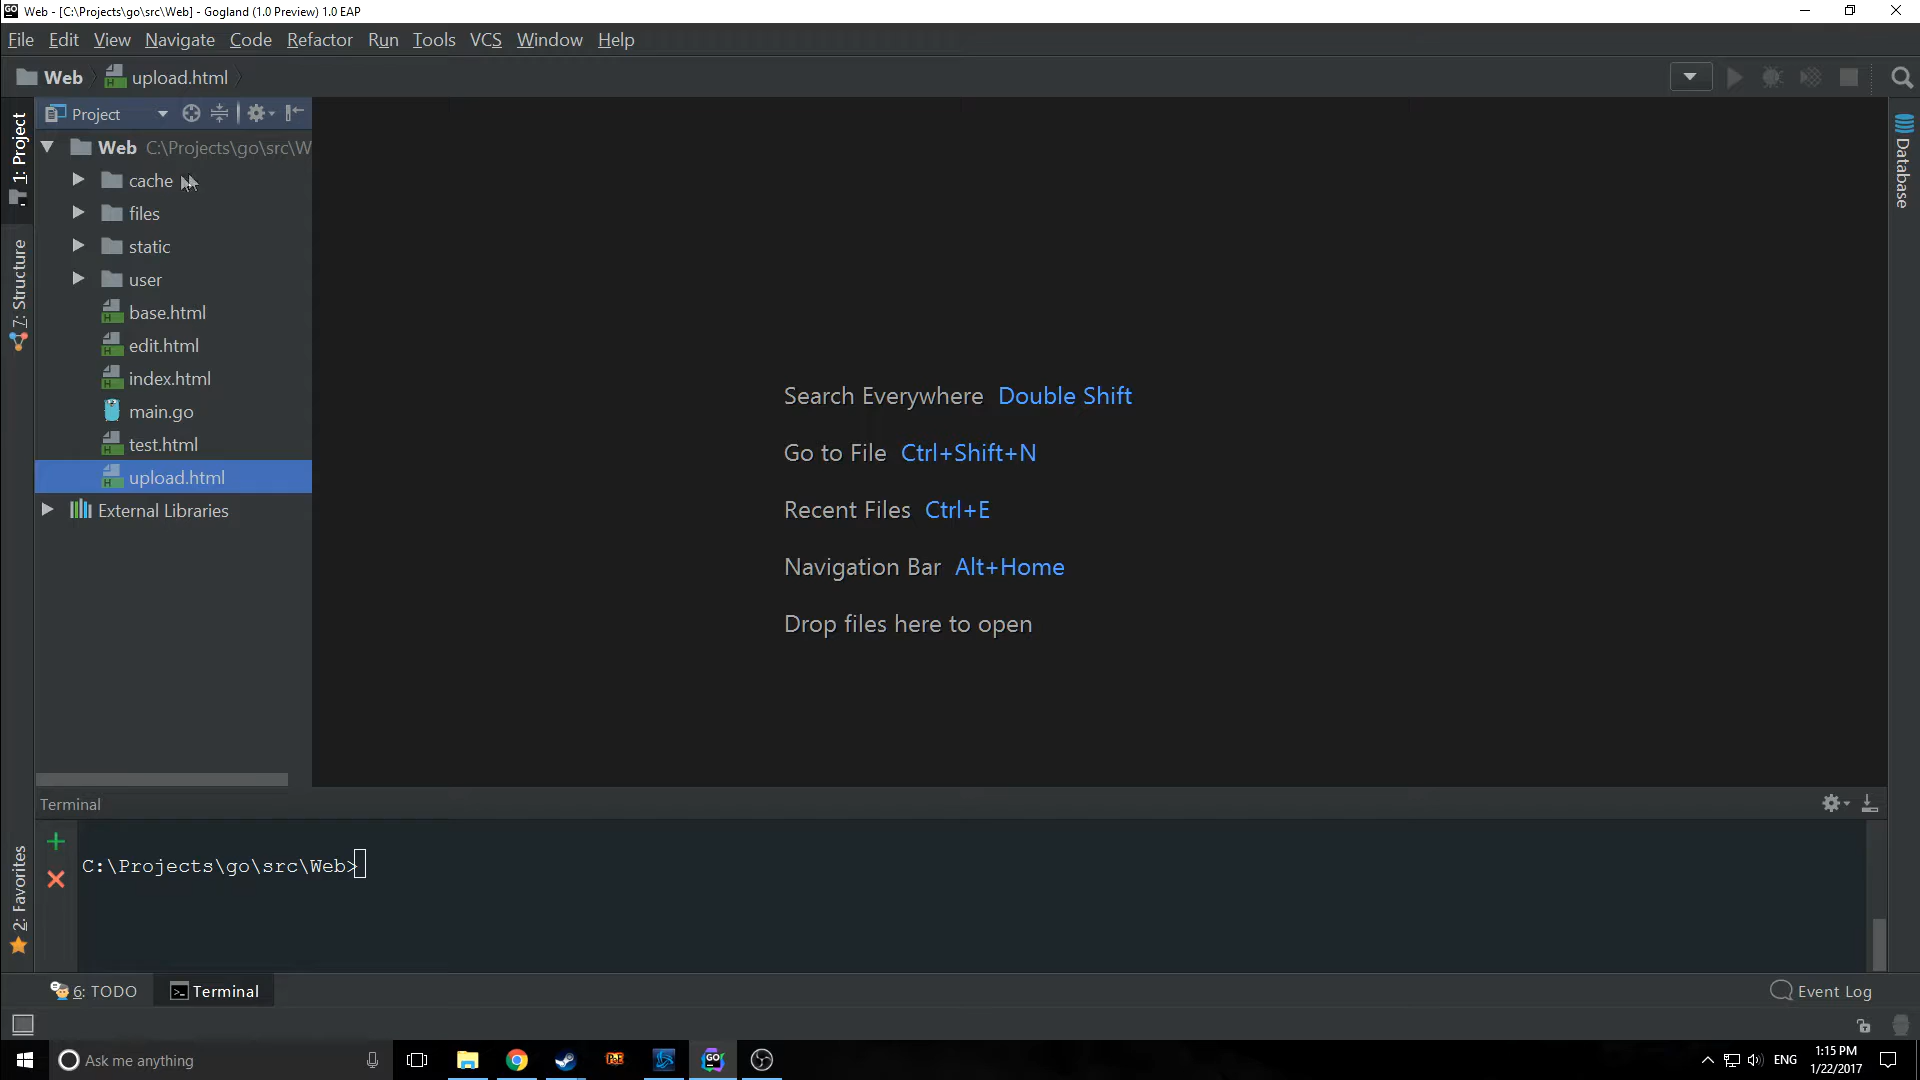 Web - [C:\Projects\go\src\Web] - Gogland (1.0 Preview) 1.0 EAP
File Edit View Navigate Code Refactor Run Tools VCS Window Help
Web upload.html
Project
1: Project
7: Structure
2: Favorites
Web C:\Projects\go\src\W
cache
files
static
user
base.html
edit.html
index.html
main.go
test.html
upload.html
External Libraries
Search Everywhere Double Shift
Go to File Ctrl+Shift+N
Recent Files Ctrl+E
Navigation Bar Alt+Home
Drop files here to open
Database
Terminal
C:\Projects\go\src\Web>
6: TODO Terminal Event Log
Ask me anything
PoE
GO
ENG
1:15 PM
1/22/2017